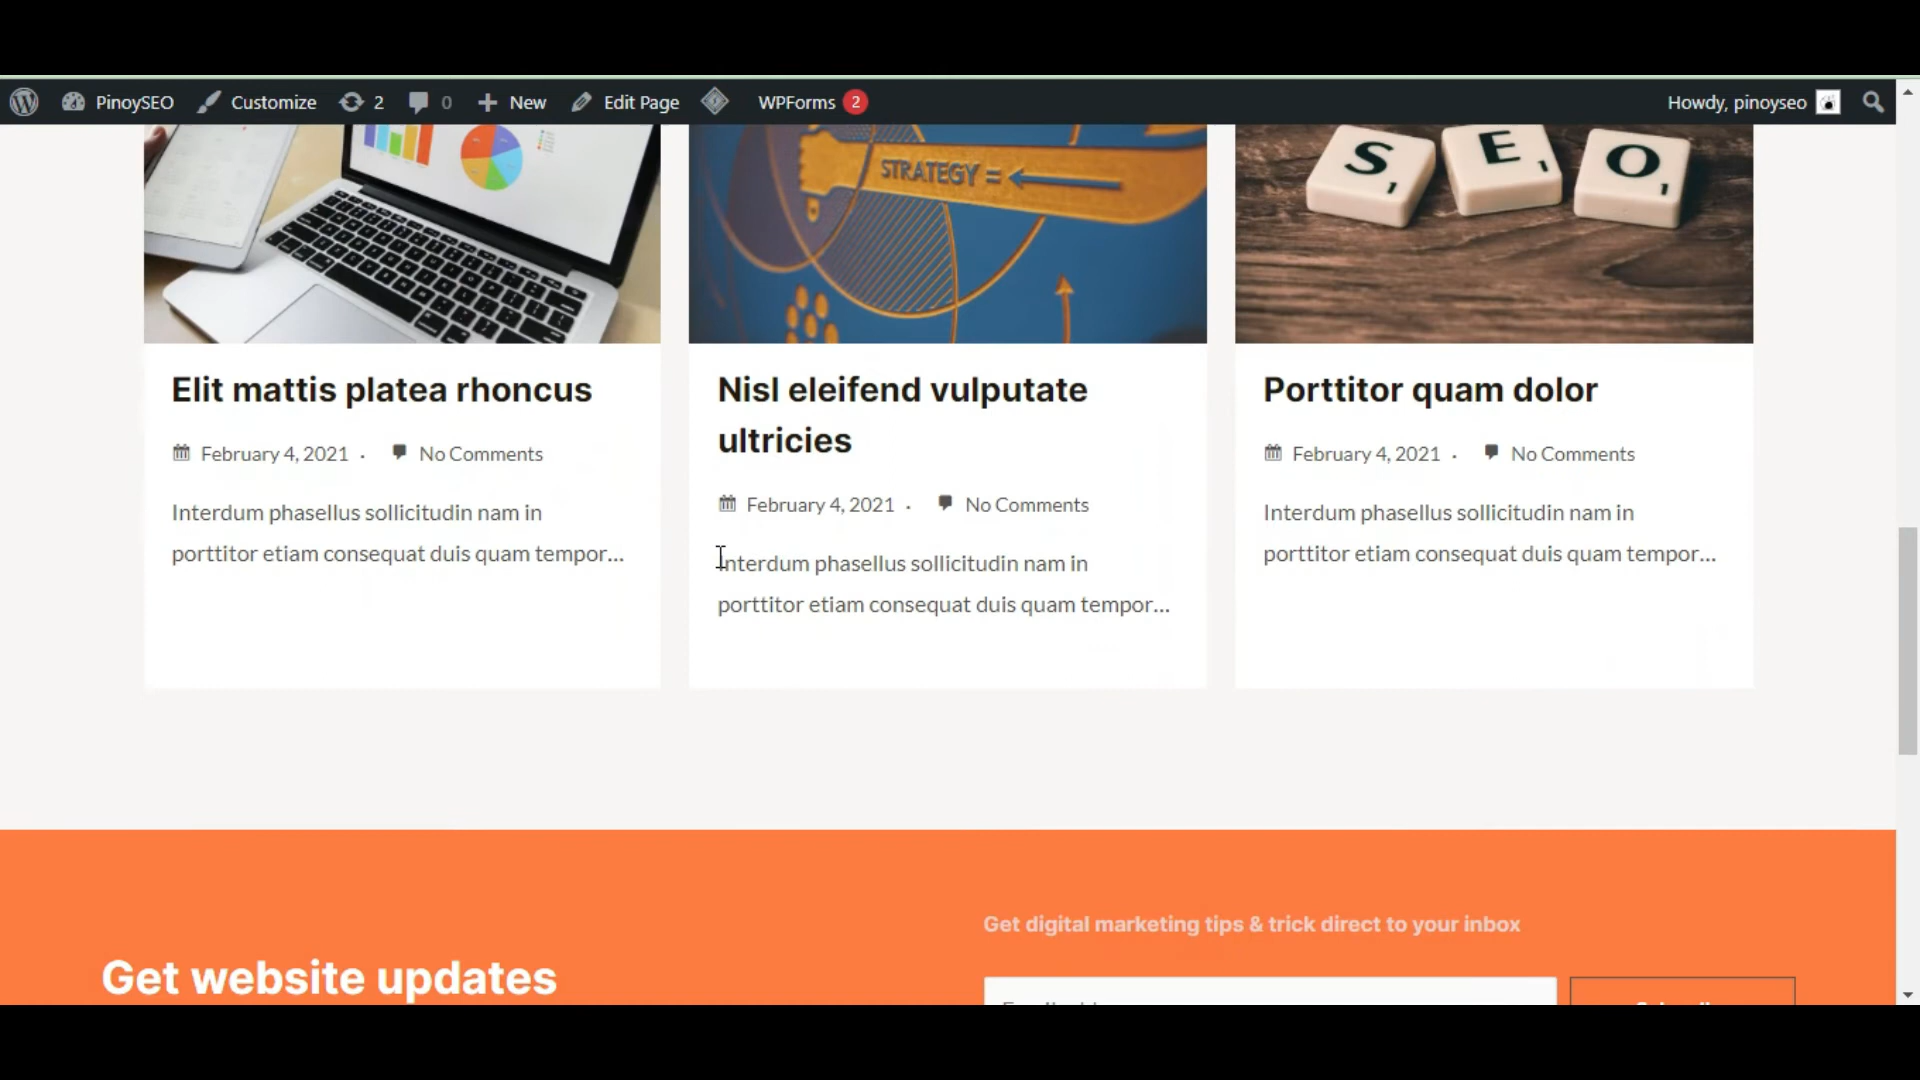 PinoySEO Customize 2 0 New Edit Page WPForms 2 Howdy, pinoyseo
STRATEGY =
S1 E1 O1
Elit mattis platea rhoncus
February 4, 2021 · No Comments
Interdum phasellus sollicitudin nam in
porttitor etiam consequat duis quam tempor...
Nisl eleifend vulputate
ultricies
February 4, 2021 · No Comments
Interdum phasellus sollicitudin nam in
porttitor etiam consequat duis quam tempor...
Porttitor quam dolor
February 4, 2021 · No Comments
Interdum phasellus sollicitudin nam in
porttitor etiam consequat duis quam tempor...
Get website updates
Get digital marketing tips & trick direct to your inbox